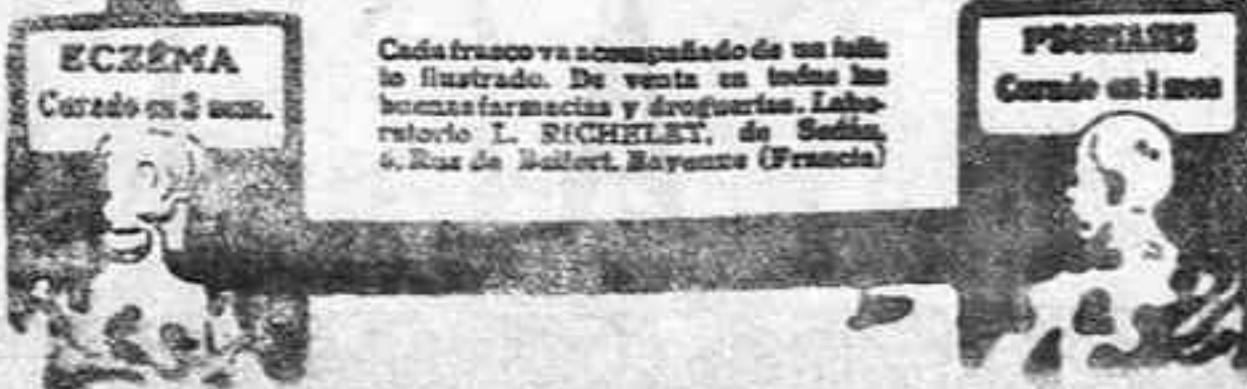 ECZÉMA
Curado en 3 sem.
Cada frasco va acompañado de un folle
to ilustrado. De venta en todas las
buenas farmacias y droguerías. Labo-
ratorio L. RICHELET, de Sedán,
6, Rue de Belfort, Bayonne (Francia)
PSORIASIS
Curado en 1 mes